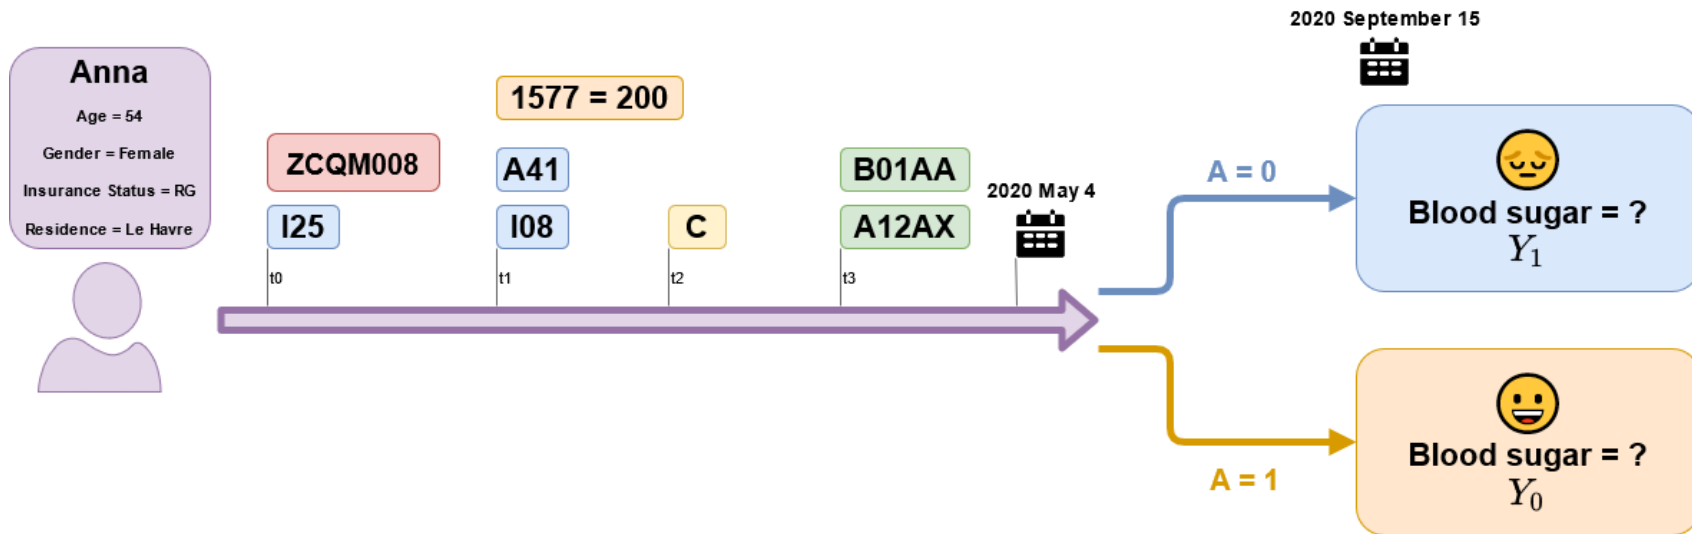 Anna
Age = 54
Gender = Female
Insurance Status = RG
Residence = Le Havre
ZCQM008
I25
t0
1577 = 200
A41
I08
t1
C
t2
B01AA
A12AX
t3
2020 May 4
A = 0
A = 1
2020 September 15
Blood sugar = ?
Y1
Blood sugar = ?
Y0